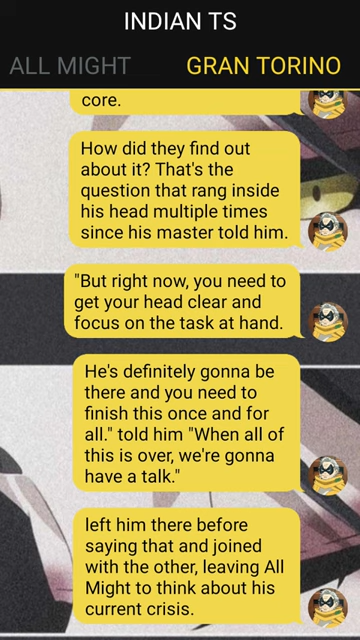 INDIAN TS
ALL MIGHT
GRAN TORINO
core.
How did they find out
about it? That's the
question that rang inside
his head multiple times
since his master told him.
"But right now, you need to
get your head clear and
focus on the task at hand.
He's definitely gonna be
there and you need to
finish this once and for
all." told him "When all of
this is over, we're gonna
have a talk."
left him there before
saying that and joined
with the other, leaving All
Might to think about his
current crisis.